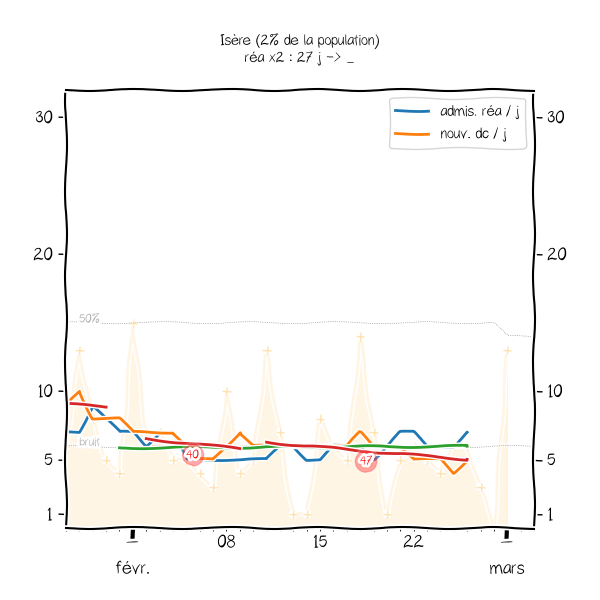 Isère (2% de la population)
réa x2 : 27 j -> _
admis. réa / j
nouv. dc / j
30
30
20
20
50%
10
10
bruit
40
47
5
5
1
1
08
15
22
févr.
mars